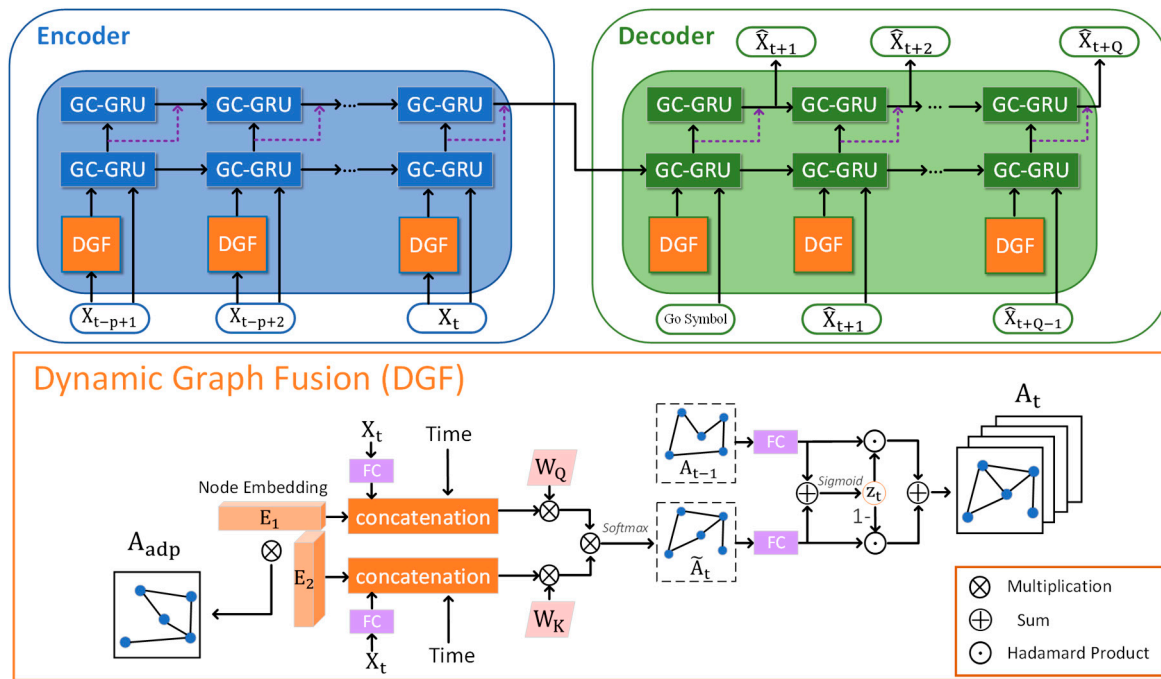 Encoder
Decoder
X̂t+1
X̂t+2
X̂t+Q
GC-GRU
GC-GRU
...
GC-GRU
GC-GRU
GC-GRU
...
GC-GRU
GC-GRU
GC-GRU
...
GC-GRU
GC-GRU
GC-GRU
...
GC-GRU
DGF
DGF
DGF
DGF
DGF
DGF
Xt−p+1
Xt−p+2
Xt
Go Symbol
X̂t+1
X̂t+Q−1
Dynamic Graph Fusion (DGF)
At
Xt
Time
FC
WQ
At−1
FC
Node Embedding
E1
concatenation
Sigmoid
zt
1-
Softmax
Aadp
E2
concatenation
Ãt
FC
FC
WK
Xt
Time
Multiplication
Sum
Hadamard Product